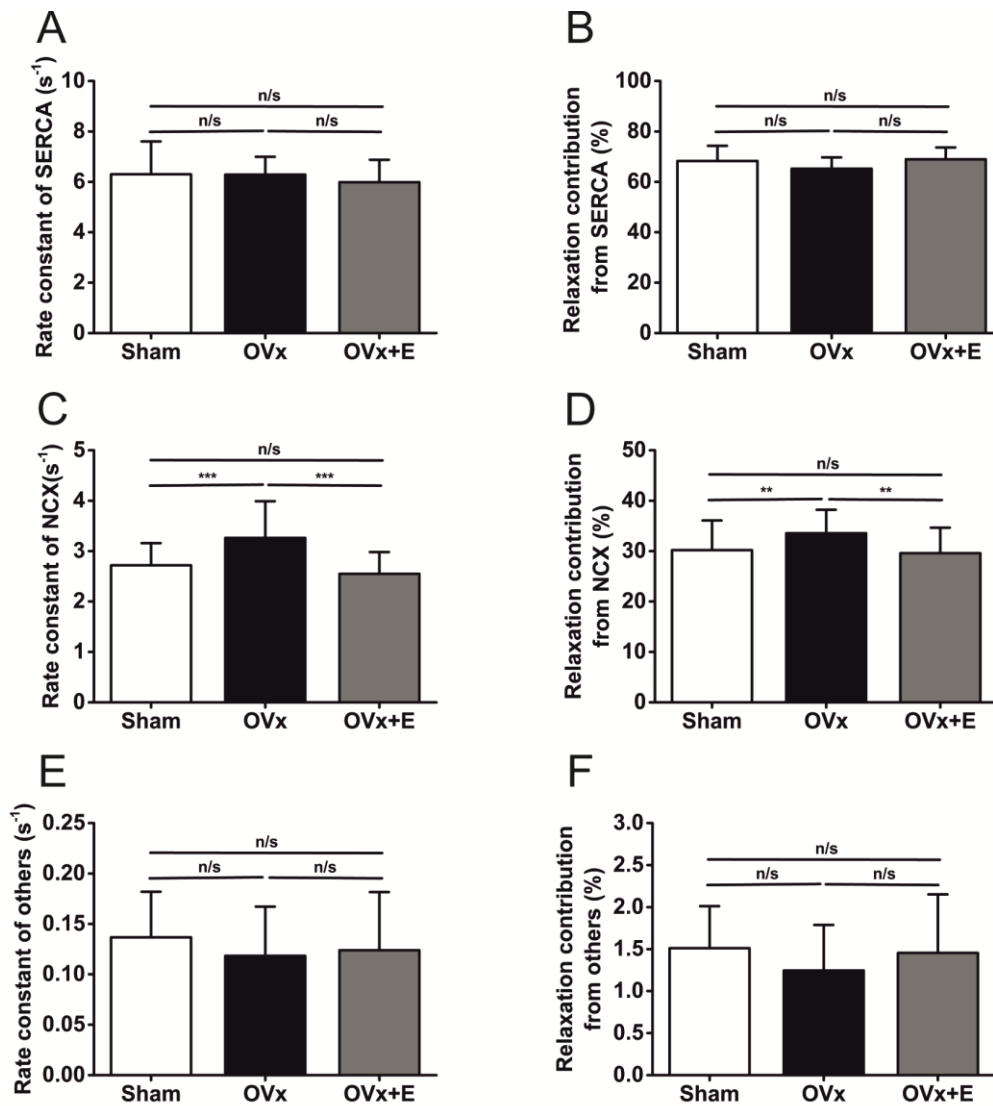 A
Rate constant of SERCA (s⁻¹)
10
8
6
4
2
0
n/s
n/s n/s
Sham OVx OVx+E
B
Relaxation contribution
from SERCA (%)
100
80
60
40
20
0
n/s
n/s n/s
Sham OVx OVx+E
C
Rate constant of NCX(s⁻¹)
5
4
3
2
1
0
n/s
*** ***
Sham OVx OVx+E
D
Relaxation contribution
from NCX (%)
50
40
30
20
10
0
n/s
** **
Sham OVx OVx+E
E
Rate constant of others (s⁻¹)
0.25
0.20
0.15
0.10
0.05
0.00
n/s
n/s n/s
Sham OVx OVx+E
F
Relaxation contribution
from others (%)
3.0
2.5
2.0
1.5
1.0
0.5
0.0
n/s
n/s n/s
Sham OVx OVx+E